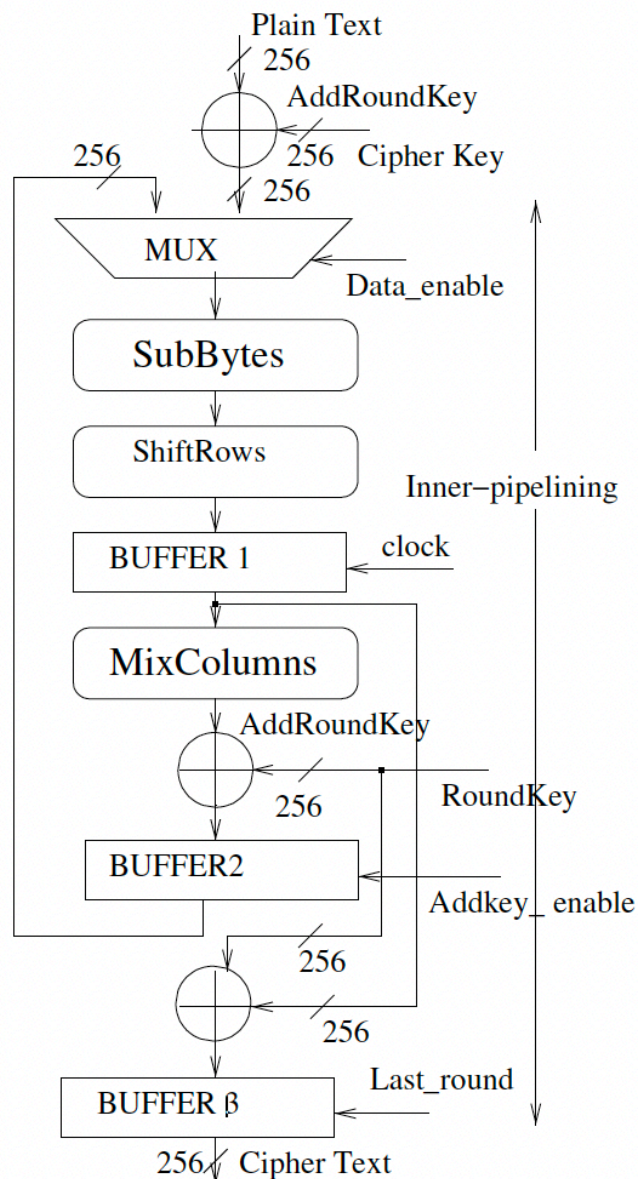 Plain Text
256
AddRoundKey
256
256
Cipher Key
256
MUX
Data_enable
SubBytes
ShiftRows
Inner-pipelining
BUFFER 1
clock
MixColumns
AddRoundKey
256
RoundKey
BUFFER2
Addkey_ enable
256
256
Last_round
BUFFER β
256
Cipher Text